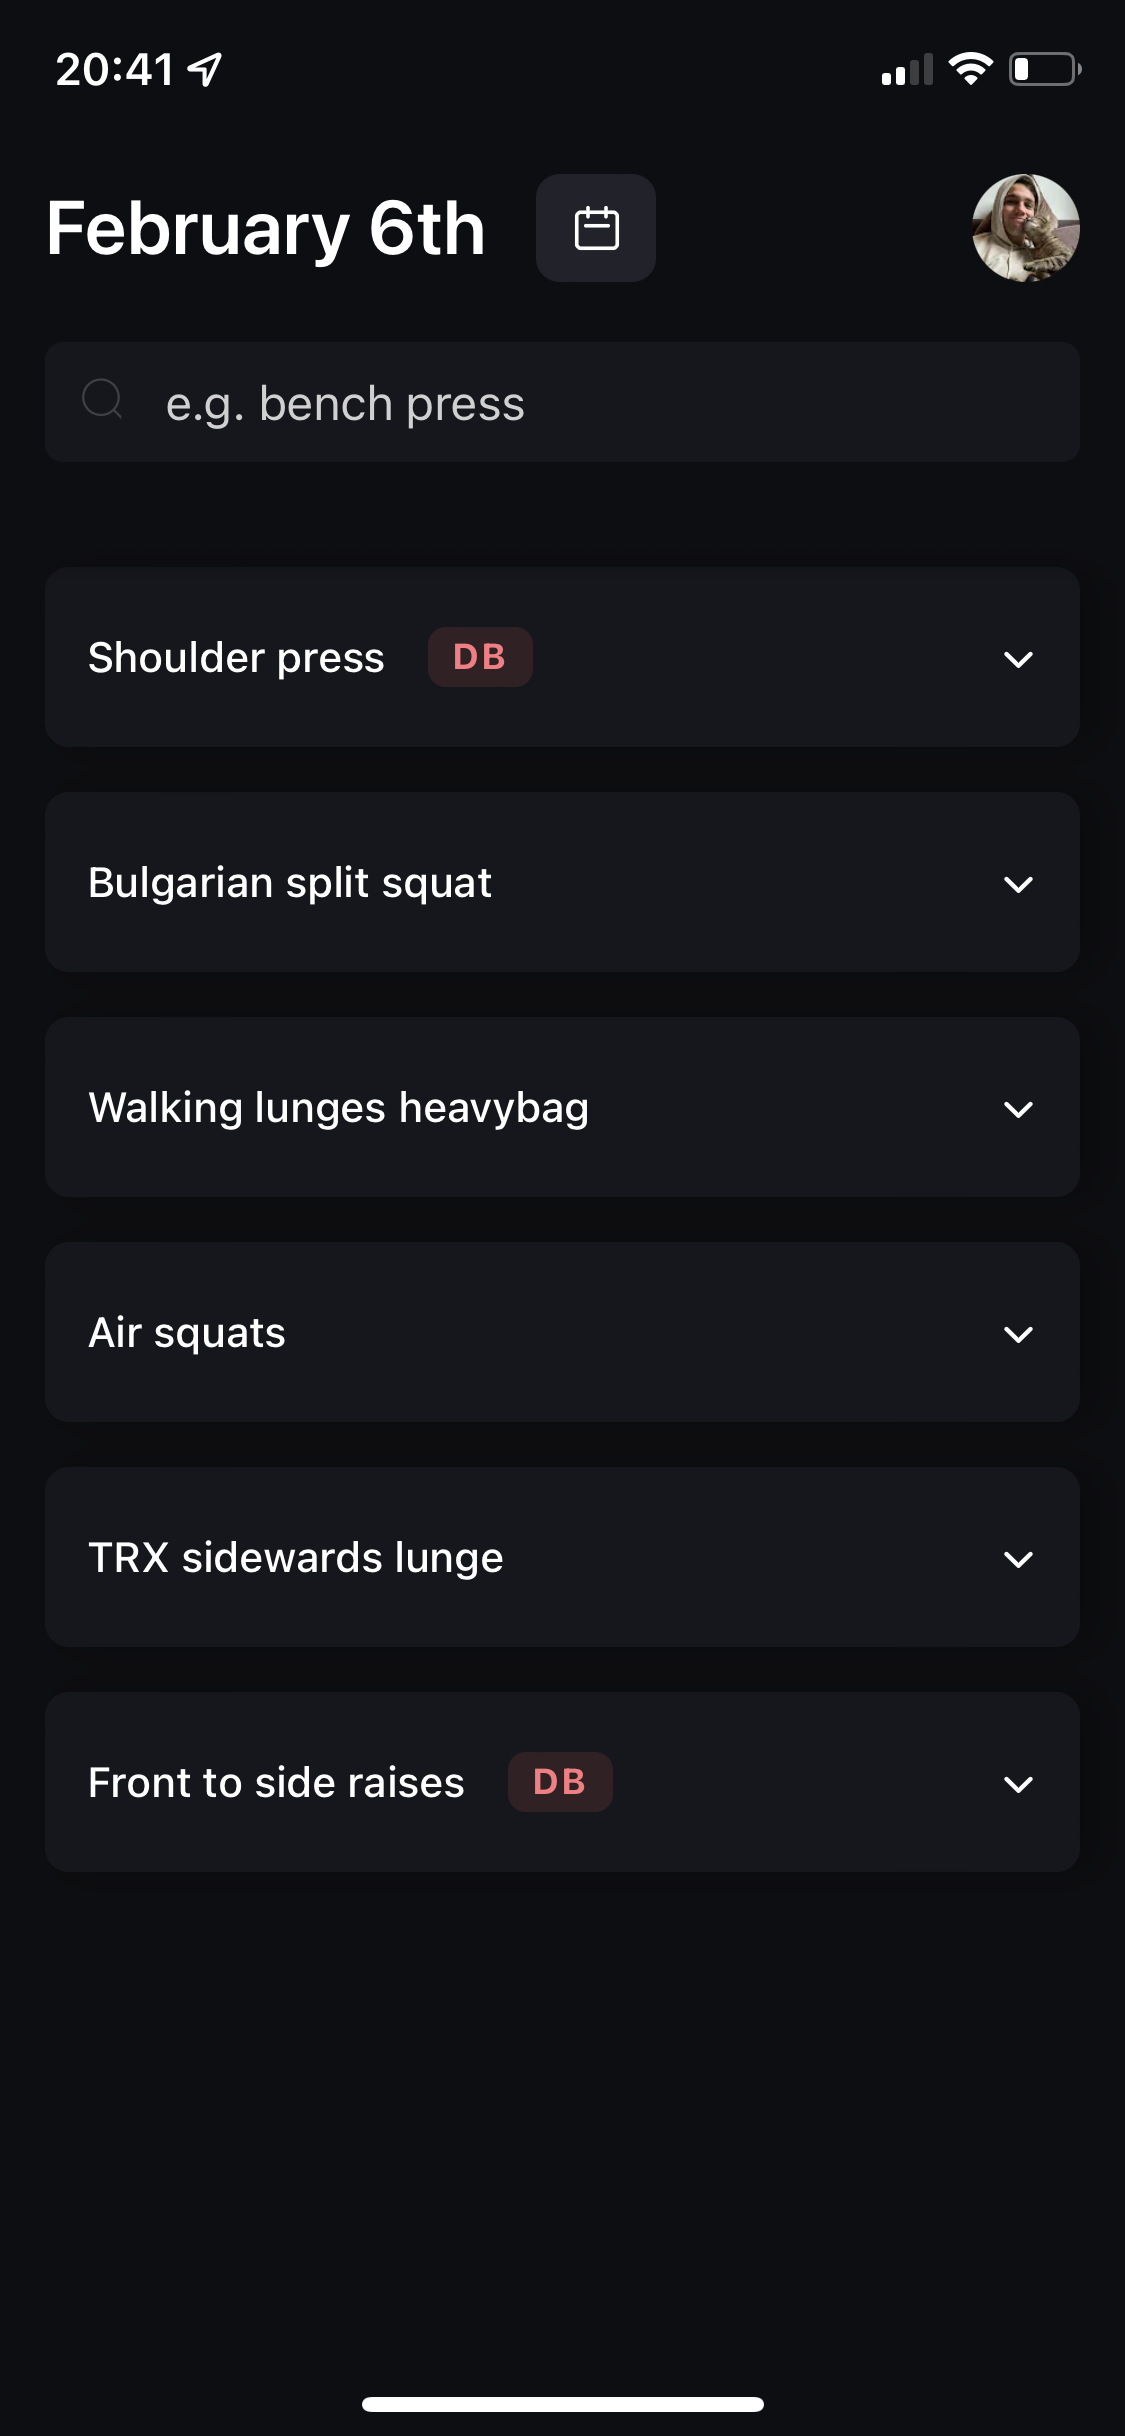 20:41
February 6th
e.g. bench press
Shoulder press DB
Bulgarian split squat
Walking lunges heavybag
Air squats
TRX sidewards lunge
Front to side raises DB